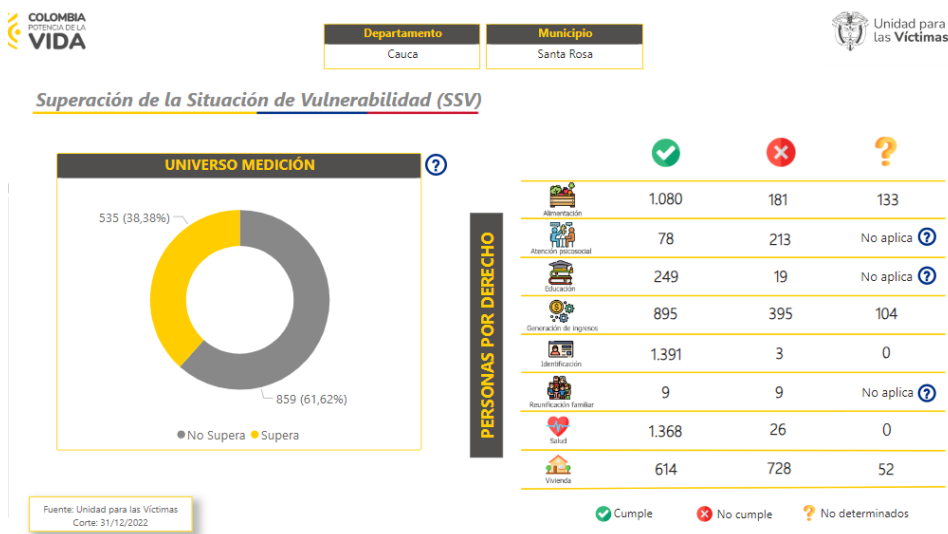 COLOMBIA
POTENCIA DE LA
VIDA
Departamento
Cauca
Municipio
Santa Rosa
Unidad para
las Víctimas
Superación de la Situación de Vulnerabilidad (SSV)
UNIVERSO MEDICIÓN
535 (38,38%)
859 (61,62%)
No Supera Supera
PERSONAS POR DERECHO
Alimentación 1.080 181 133
Atención psicosocial 78 213 No aplica
Educación 249 19 No aplica
Generación de ingresos 895 395 104
Identificación 1.391 3 0
Reunificación familiar 9 9 No aplica
Salud 1.368 26 0
Vivienda 614 728 52
Cumple No cumple No determinados
Fuente: Unidad para las Víctimas
Corte: 31/12/2022